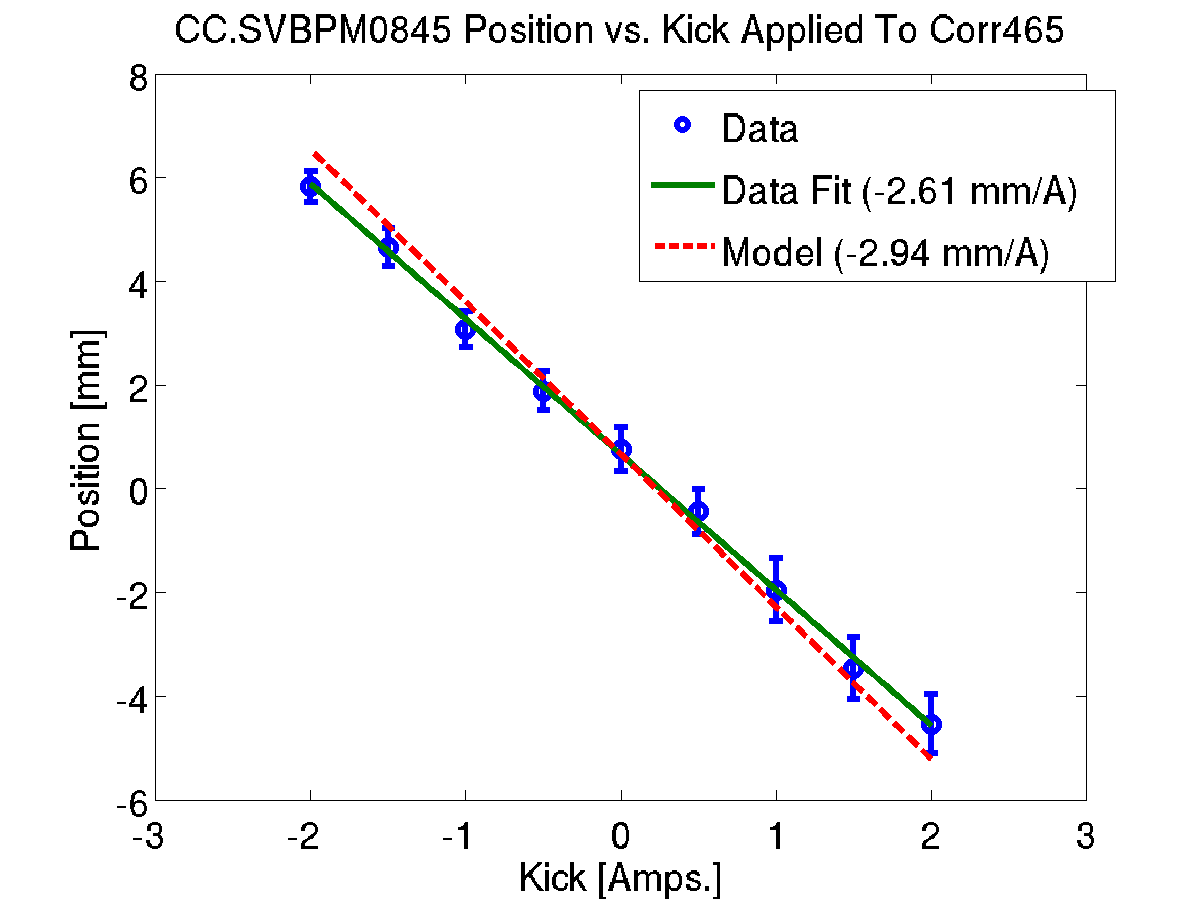 CC.SVBPM0845 Position vs. Kick Applied To Corr465
Data
Data Fit (-2.61 mm/A)
Model (-2.94 mm/A)
Position [mm]
8
6
4
2
0
-2
-4
-6
-3
-2
-1
0
1
2
3
Kick [Amps.]